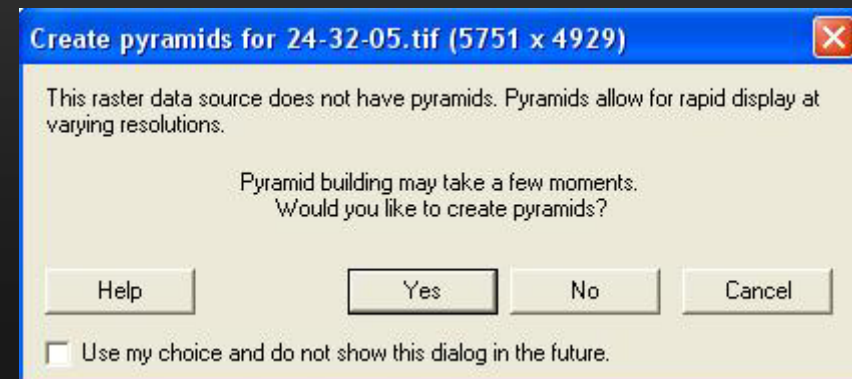 Create pyramids for 24-32-05.tif (5751 x 4929)
This raster data source does not have pyramids. Pyramids allow for rapid display at
varying resolutions.
Pyramid building may take a few moments.
Would you like to create pyramids?
Help Yes No Cancel
Use my choice and do not show this dialog in the future.